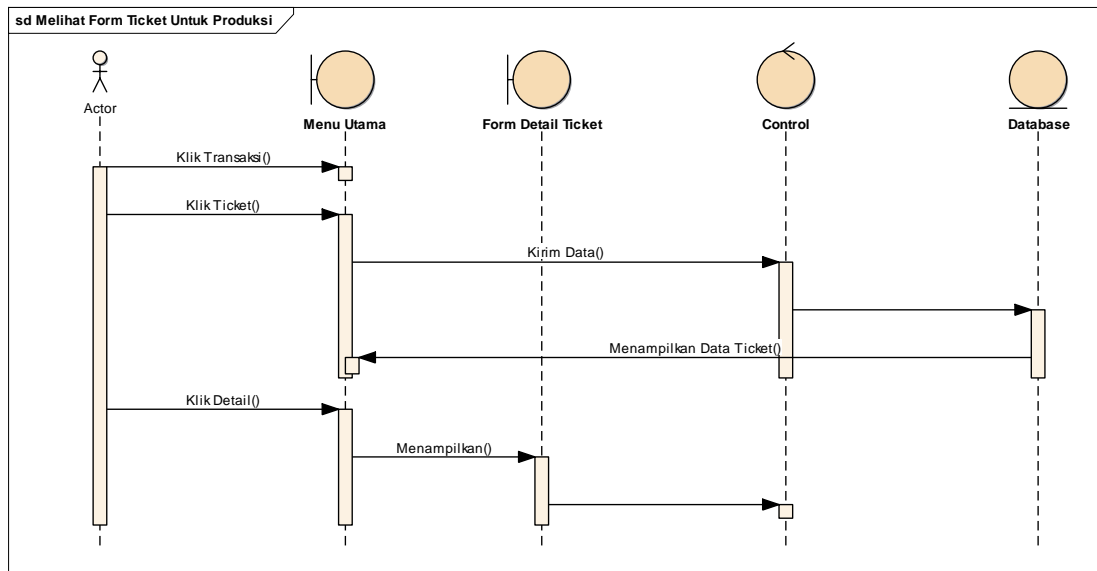 sd Melihat Form Ticket Untuk Produksi
Actor
Menu Utama
Form Detail Ticket
Control
Database
Klik Transaksi()
Klik Ticket()
Kirim Data()
Menampilkan Data Ticket()
Klik Detail()
Menampilkan()